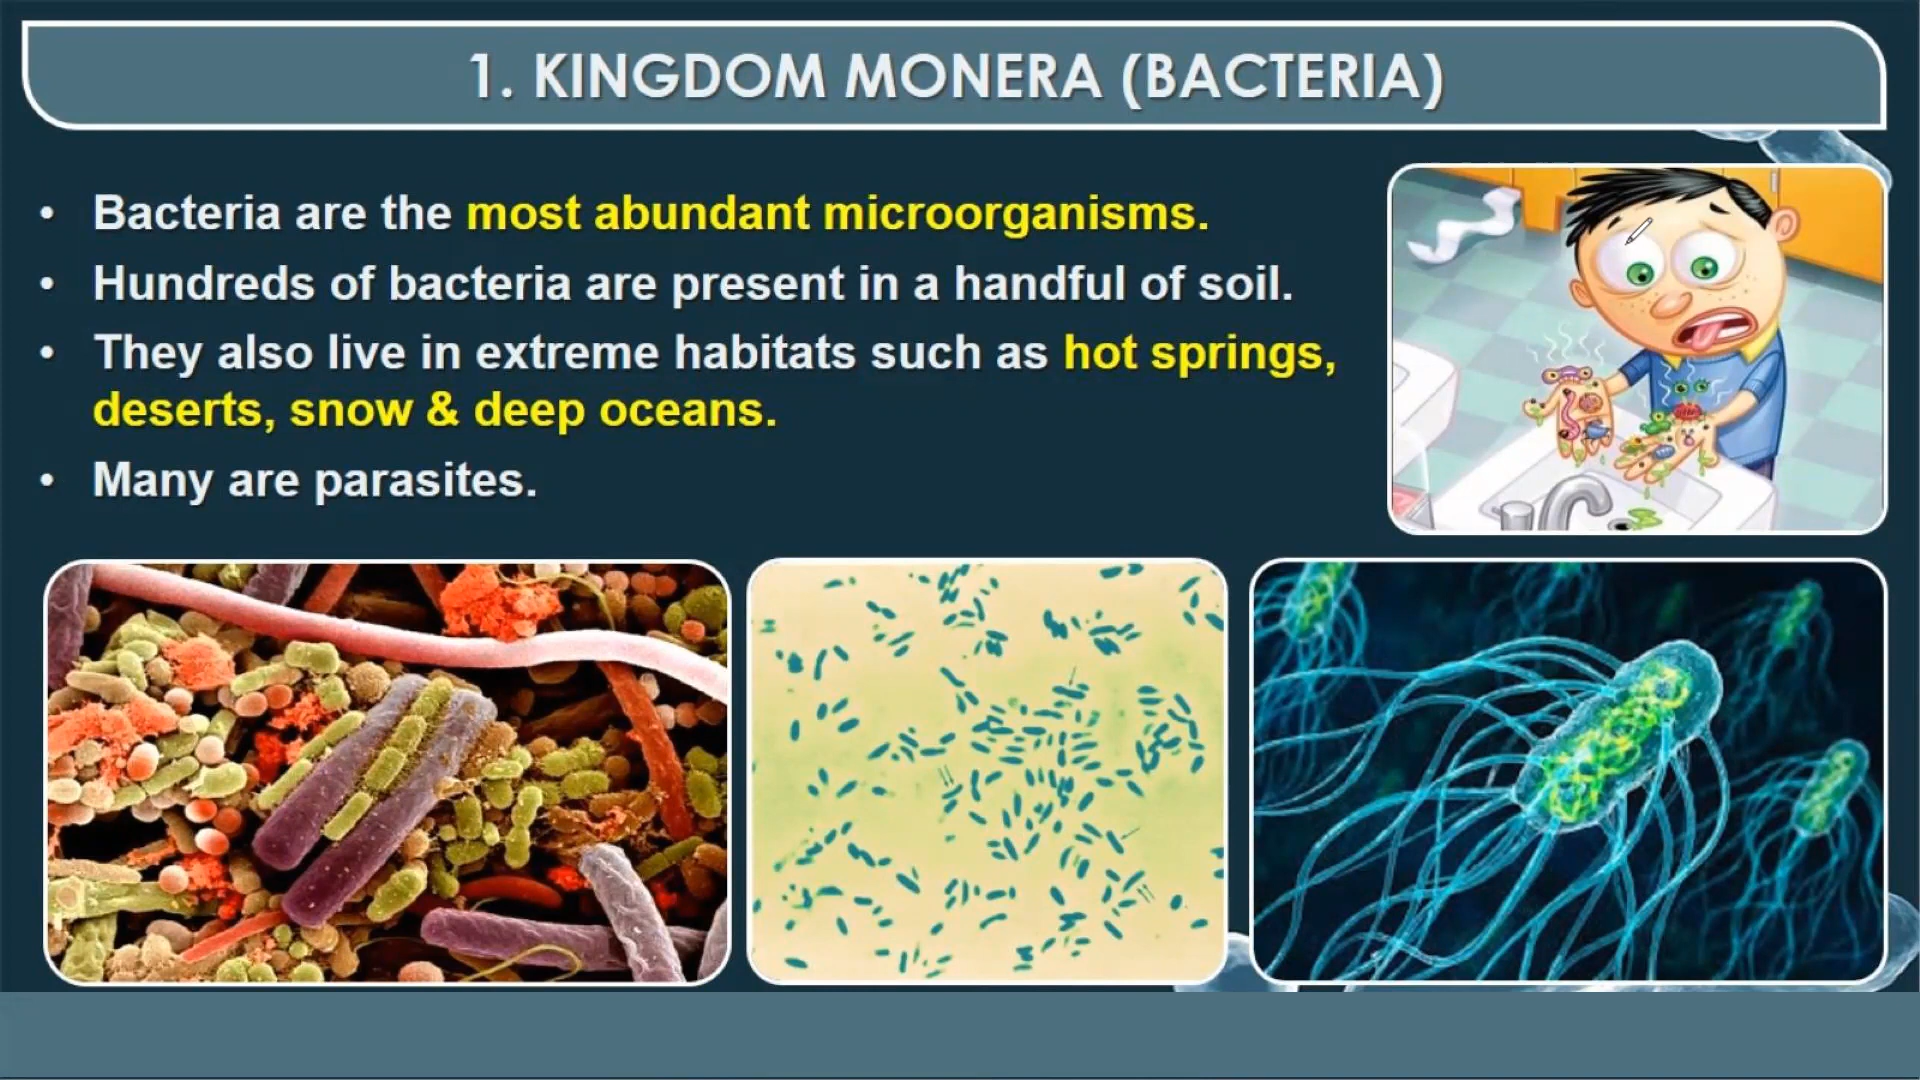 1. KINGDOM MONERA (BACTERIA)
• Bacteria are the most abundant microorganisms.
• Hundreds of bacteria are present in a handful of soil.
• They also live in extreme habitats such as hot springs,
deserts, snow & deep oceans.
• Many are parasites.